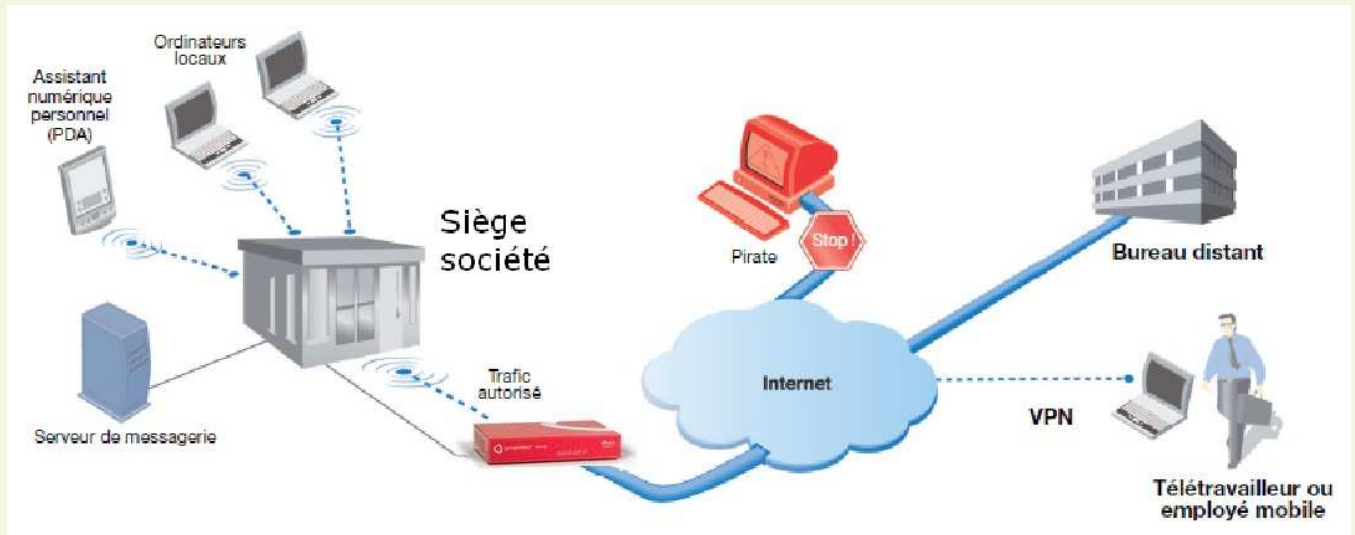 Ordinateurs
locaux
Assistant
numérique
personnel
(PDA)
Siège
société
Serveur de messagerie
Trafic
autorisé
Pirate
Stop !
Internet
Bureau distant
VPN
Télétravailleur ou
employé mobile